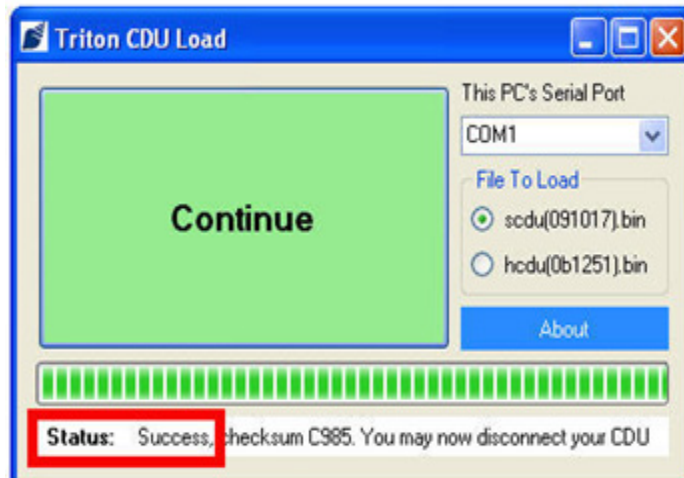 Triton CDU Load
This PC's Serial Port
COM1
Continue
File To Load
scdu(091017).bin
hcdu(0b1251).bin
About
Status: Success, checksum C985. You may now disconnect your CDU